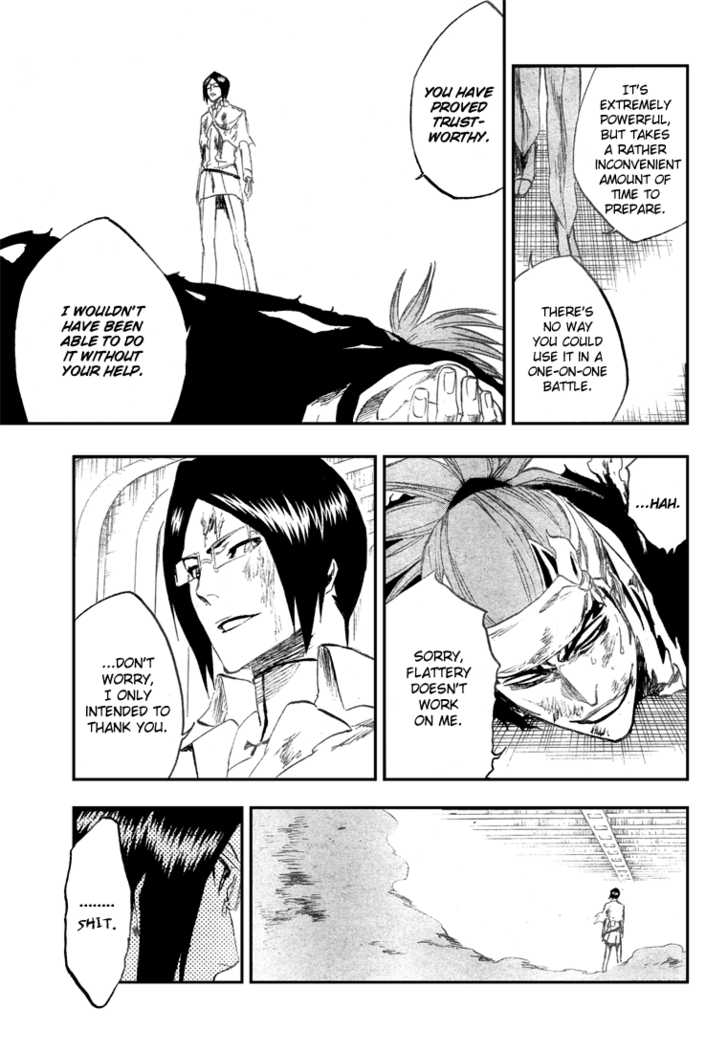 IT'S
EXTREMELY
POWERFUL,
BUT TAKES
A RATHER
INCONVENIENT
AMOUNT OF
TIME TO
PREPARE.
THERE'S
NO WAY
YOU COULD
USE IT IN A
ONE-ON-ONE
BATTLE.
YOU HAVE
PROVED
TRUST-
WORTHY.
I WOULDN'T
HAVE BEEN
ABLE TO DO
IT WITHOUT
YOUR HELP.
...HAH.
SORRY,
FLATTERY
DOESN'T
WORK
ON ME.
...DON'T
WORRY,
I ONLY
INTENDED TO
THANK YOU.
........
SHIT.